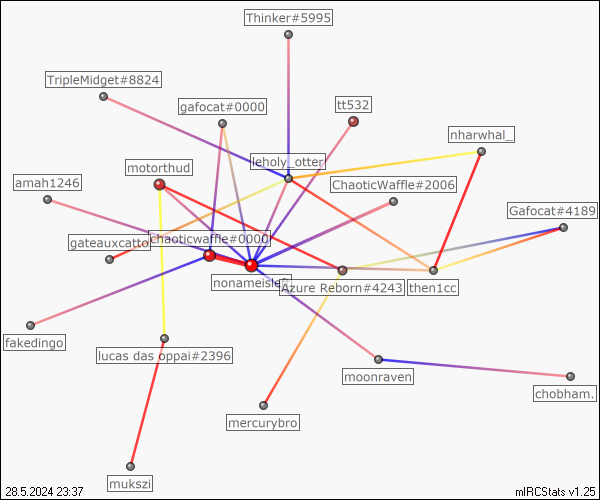 Thinker#5995
TripleMidget#8824
gafocat#0000
tt532
nharwhal_
motorthud
leholy_otter
amah1246
ChaoticWaffle#2006
Gafocat#4189
gateauxcatto
chaoticwaffle#0000
nonameisleft
Azure Reborn#4243
then1cc
fakedingo
lucas das oppai#2396
moonraven
chobham.
mercurybro
mukszi
28.5.2024 23:37
mIRCStats v1.25